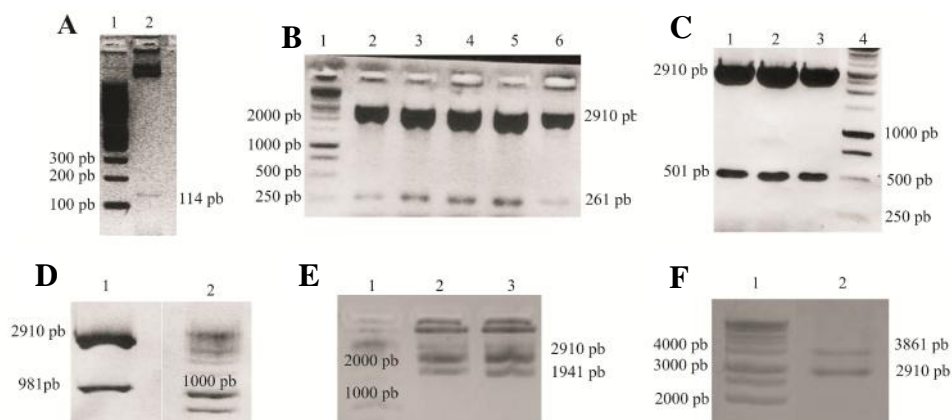 A
1 2
300 pb
200 pb
100 pb
114 pb
B
1 2 3 4 5 6
2000 pb
1000 pb
500 pb
250 pb
2910 pb
261 pb
C
1 2 3 4
2910 pb
501 pb
1000 pb
500 pb
250 pb
D
1 2
2910 pb
981pb
1000 pb
E
1 2 3
2000 pb
1000 pb
2910 pb
1941 pb
F
1 2
4000 pb
3000 pb
2000 pb
3861 pb
2910 pb